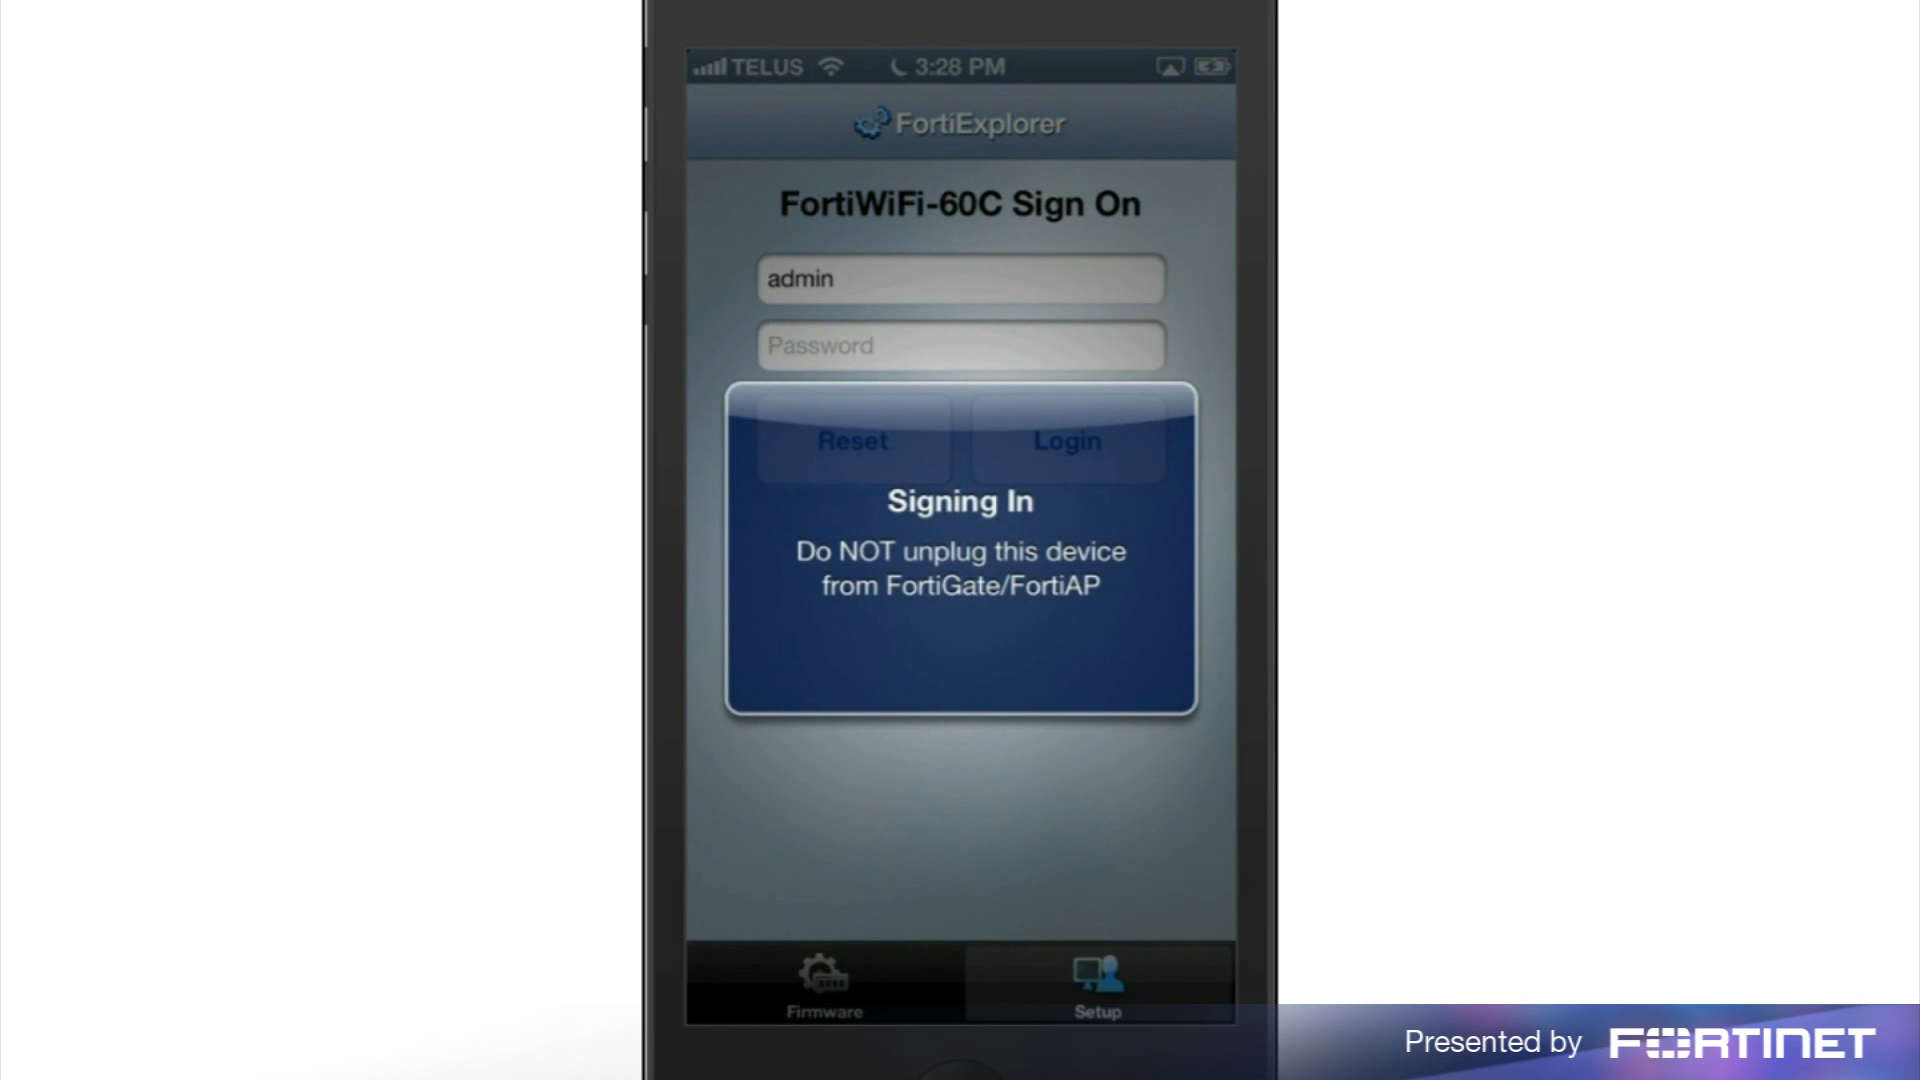 TELUS 3:28 PM
FortiExplorer
FortiWiFi-60C Sign On
admin
Password
Reset Login
Signing In
Do NOT unplug this device
from FortiGate/FortiAP
Firmware Setup
Presented by FORTINET